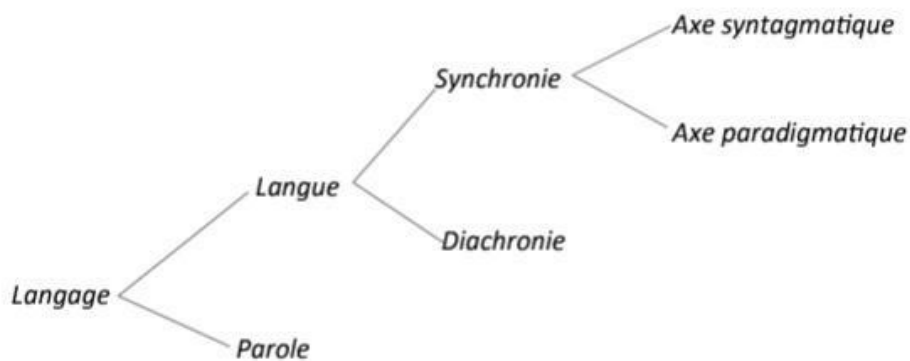 Axe syntagmatique
Synchronie
Axe paradigmatique
Langue
Diachronie
Langage
Parole